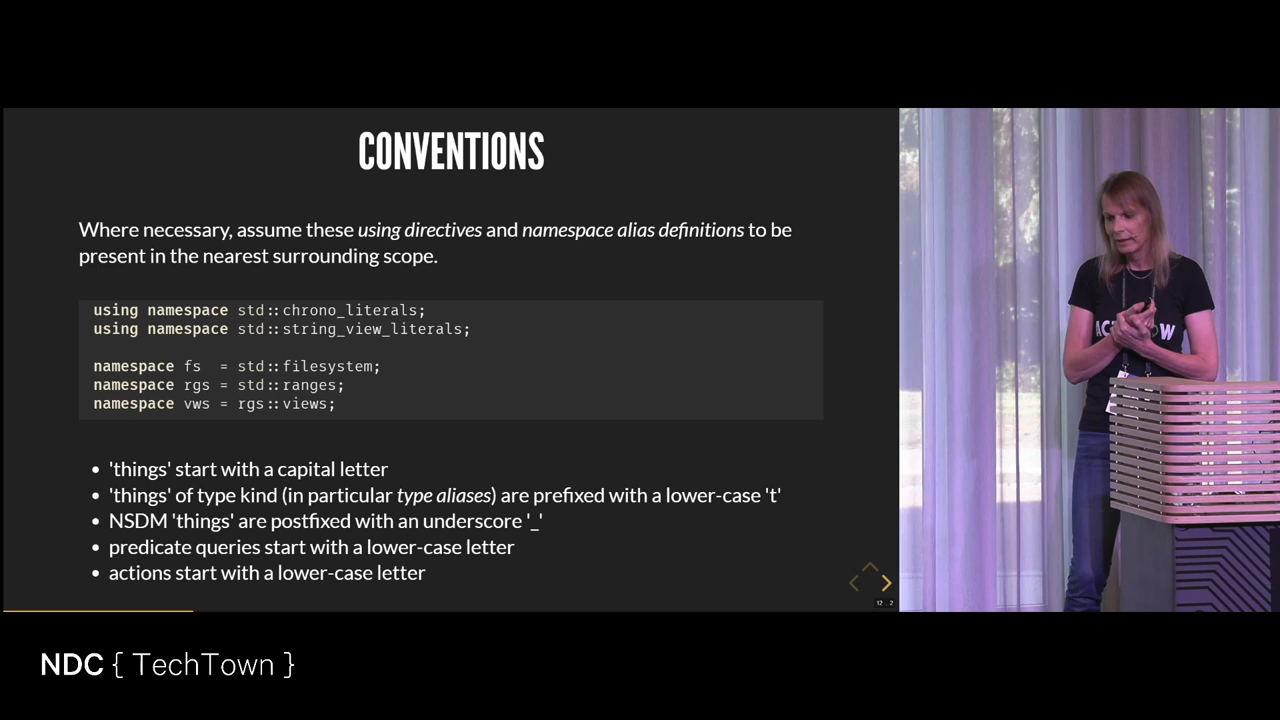 CONVENTIONS
Where necessary, assume these using directives and namespace alias definitions to be
present in the nearest surrounding scope.
using namespace std::chrono_literals;
using namespace std::string_view_literals;
namespace fs = std::filesystem;
namespace rgs = std::ranges;
namespace vws = rgs::views;
• 'things' start with a capital letter
• 'things' of type kind (in particular type aliases) are prefixed with a lower-case 't'
• NSDM 'things' are postfixed with an underscore '_'
• predicate queries start with a lower-case letter
• actions start with a lower-case letter
12.2
NDC { TechTown }